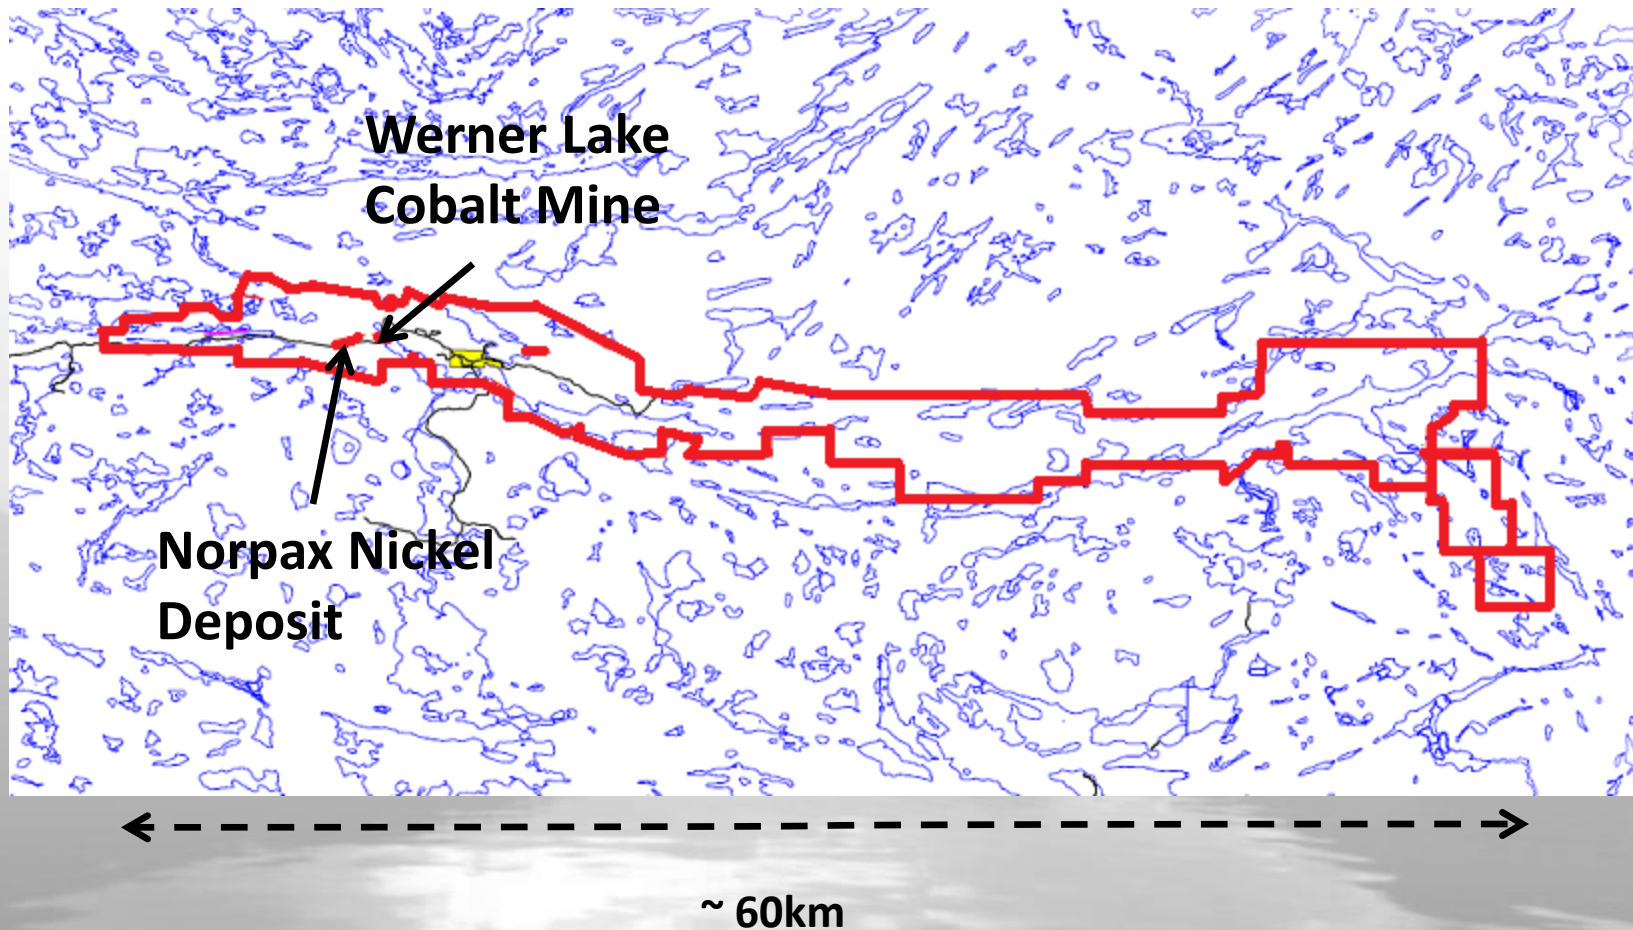 Werner Lake
Cobalt Mine
Norpax Nickel
Deposit
~ 60km